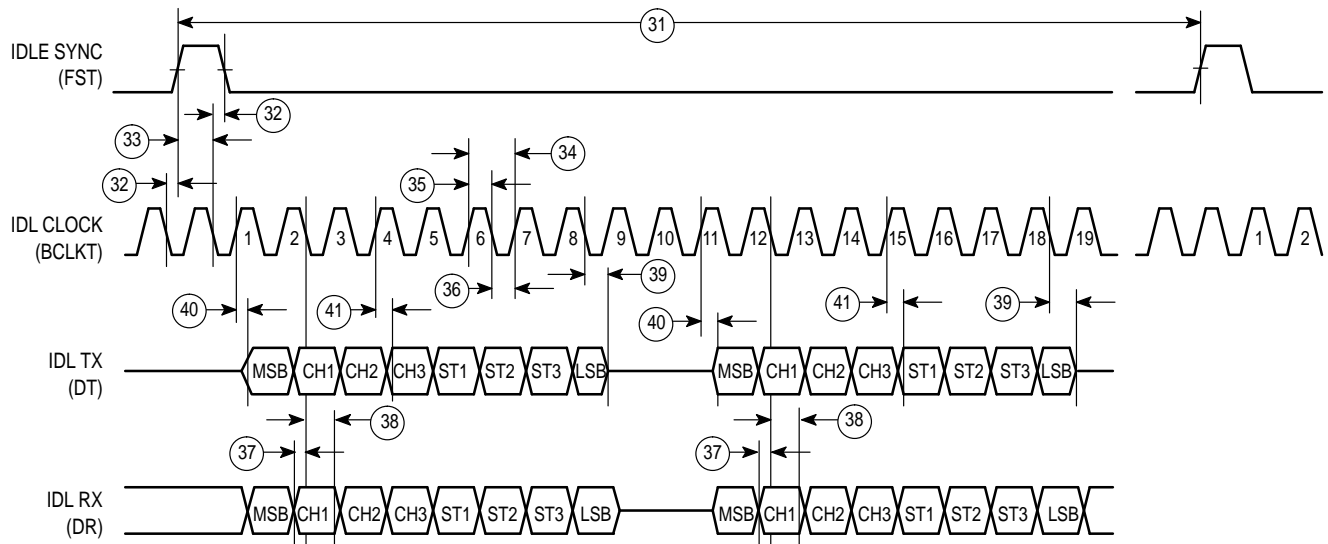 31
IDLE SYNC
(FST)
32
33
34
32
35
IDL CLOCK
(BCLKT)
1 2 3 4 5 6 7 8 9 10 11 12 13 14 15 16 17 18 19 1 2
36
39
40
41
41
39
40
IDL TX
(DT)
MSB CH1 CH2 CH3 ST1 ST2 ST3 LSB MSB CH1 CH2 CH3 ST1 ST2 ST3 LSB
38
38
37
37
IDL RX
(DR)
MSB CH1 CH2 CH3 ST1 ST2 ST3 LSB MSB CH1 CH2 CH3 ST1 ST2 ST3 LSB